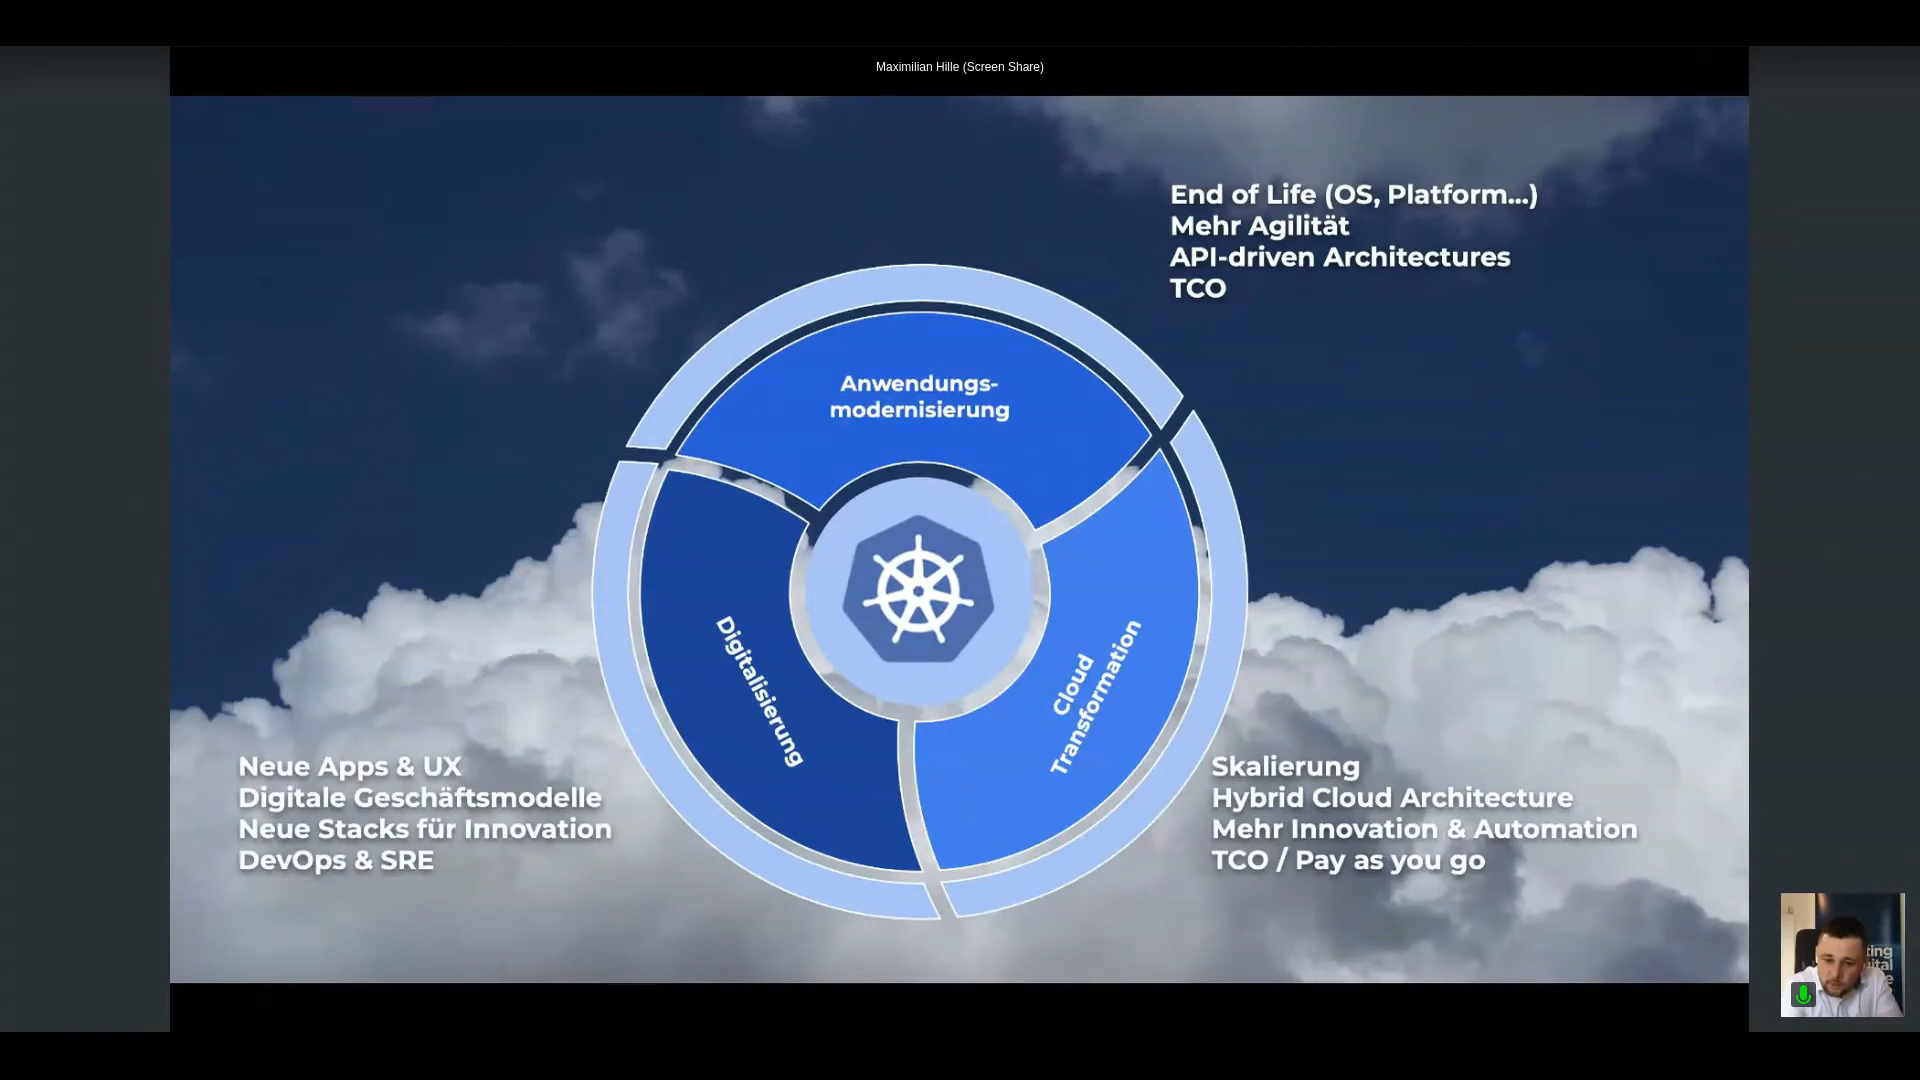 Maximilian Hille (Screen Share)
End of Life (OS, Platform...)
Mehr Agilität
API-driven Architectures
TCO
Anwendungs-
modernisierung
Digitalisierung
Cloud
Transformation
Neue Apps & UX
Digitale Geschäftsmodelle
Neue Stacks für Innovation
DevOps & SRE
Skalierung
Hybrid Cloud Architecture
Mehr Innovation & Automation
TCO / Pay as you go